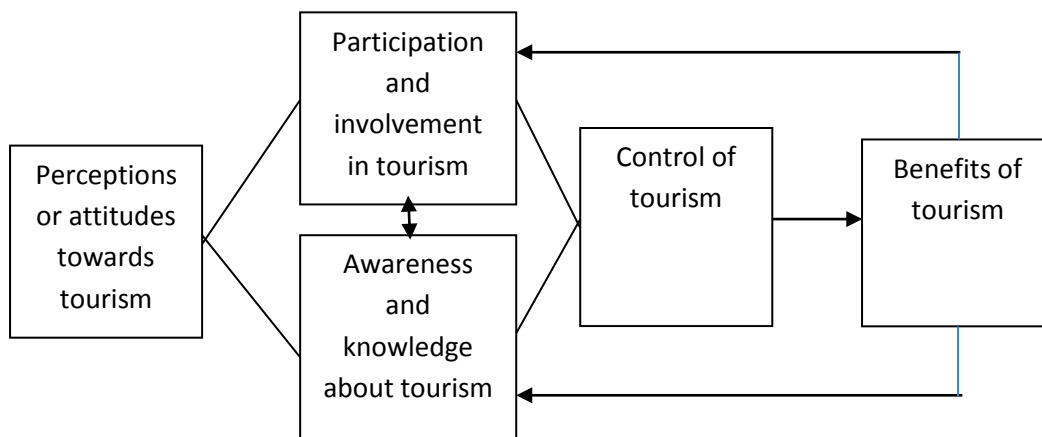 Participation
and
involvement
in tourism
Perceptions
or attitudes
towards
tourism
Awareness
and
knowledge
about tourism
Control of
tourism
Benefits of
tourism